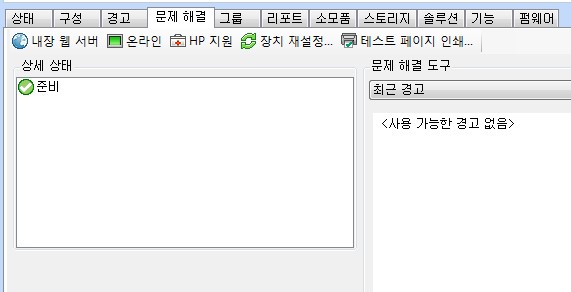 상태 구성 경고 문제 해결 그룹 리포트 소모품 스토리지 솔루션 기능 펌웨어
내장 웹 서버 온라인 HP 지원 장치 재설정... 테스트 페이지 인쇄...
상세 상태 문제 해결 도구
준비 최근 경고
<사용 가능한 경고 없음>